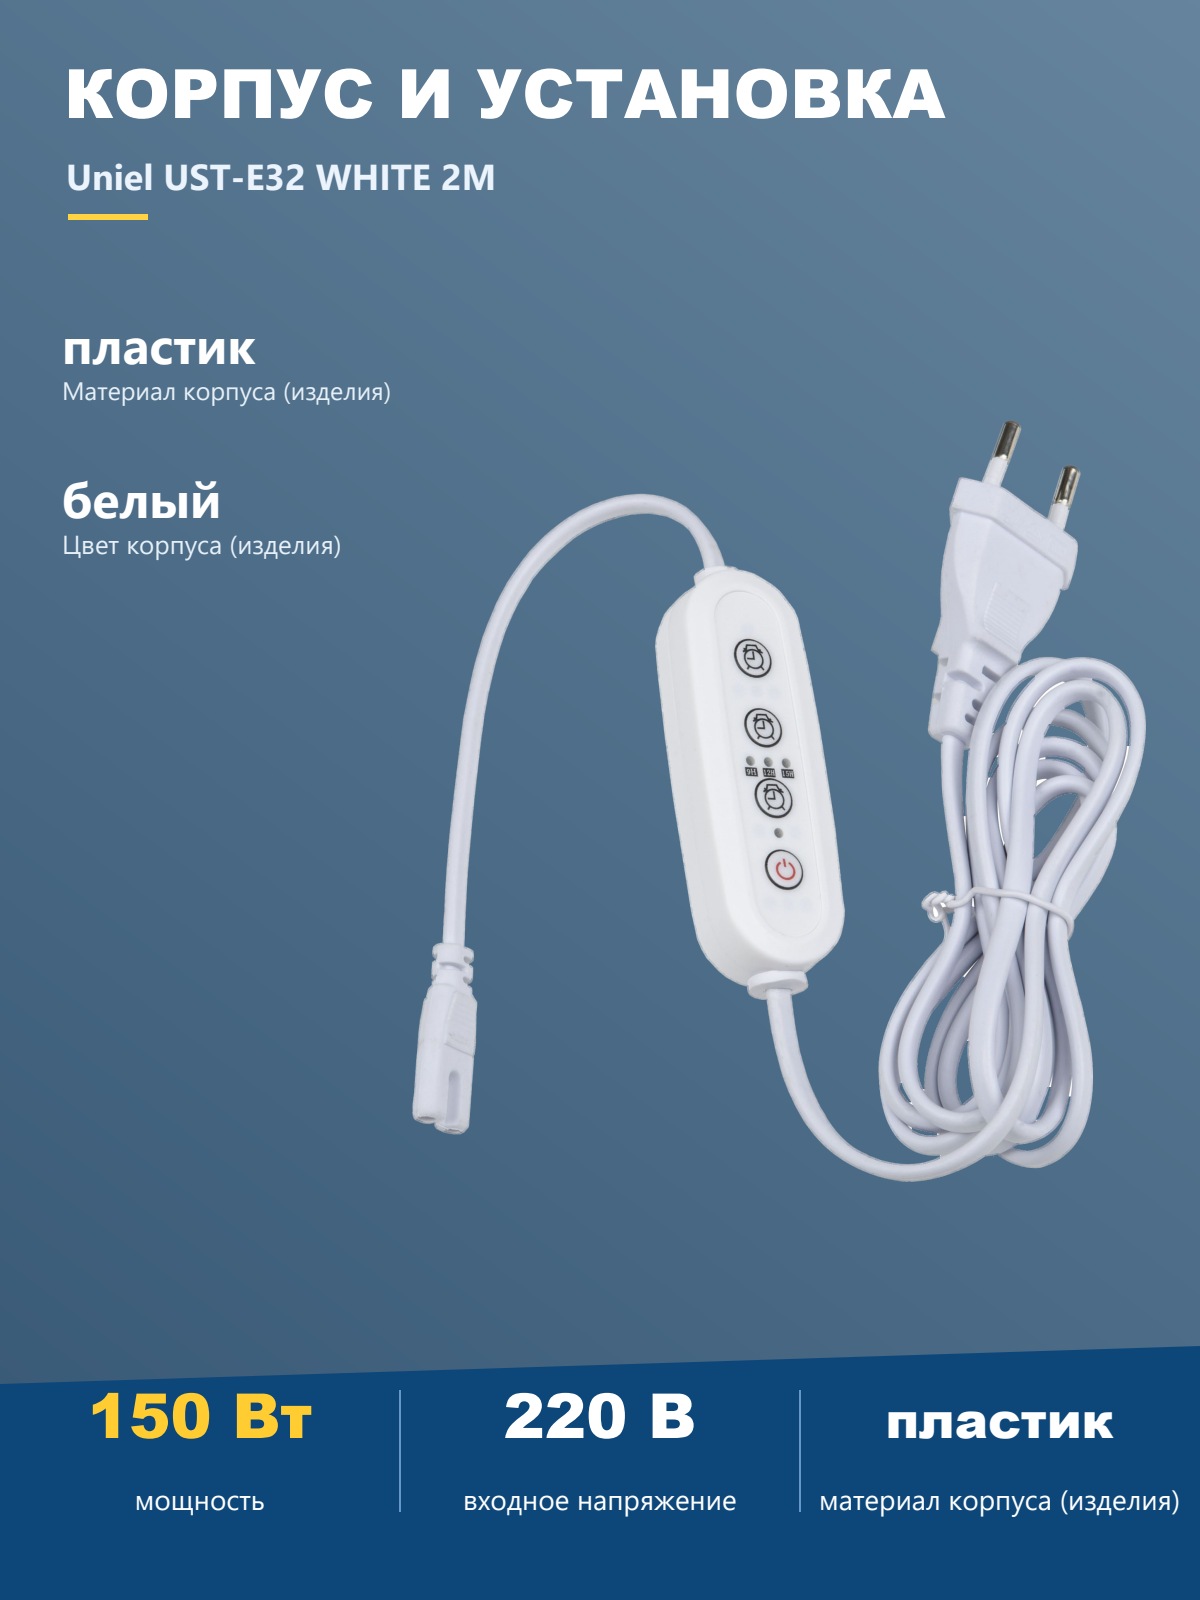 КОРПУС И УСТАНОВКА
Uniel UST-E32 WHITE 2M
пластик
Материал корпуса (изделия)
белый
Цвет корпуса (изделия)
150 Вт
мощность
220 В
входное напряжение
пластик
материал корпуса (изделия)